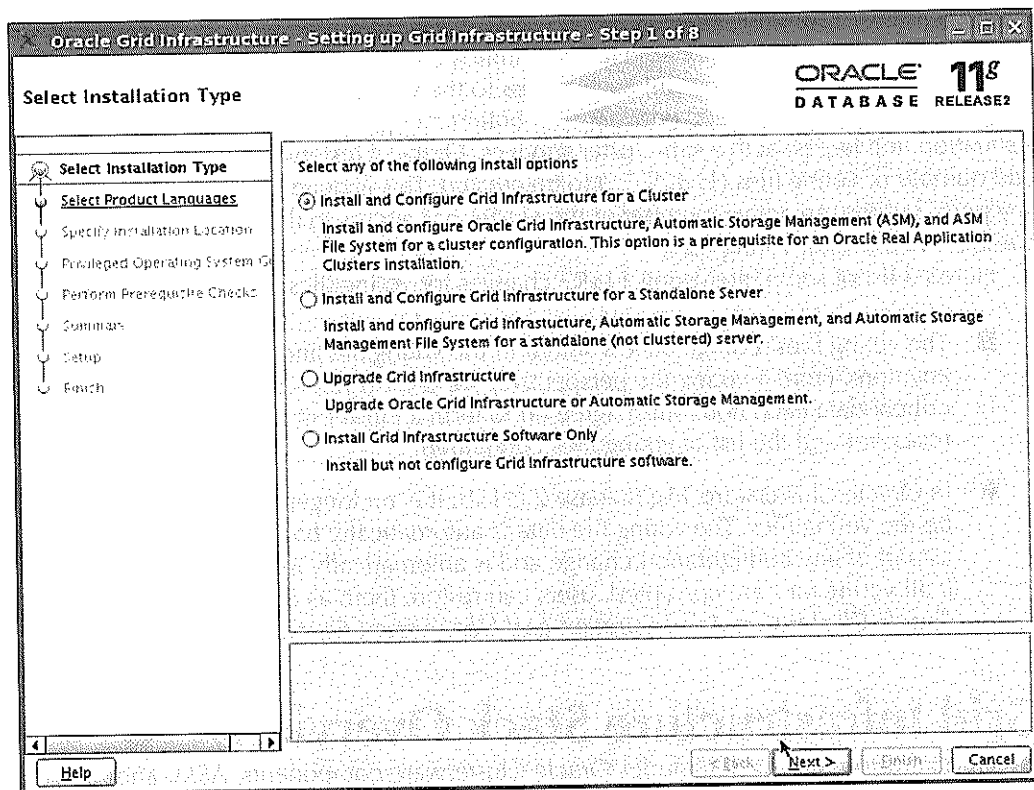 Oracle Grid Infrastructure - Setting up Grid Infrastructure - Step 1 of 8
Select Installation Type
ORACLE
DATABASE
11g
RELEASE2
Select Installation Type
Select Product Languages
Specify Installation Location
Privileged Operating System G
Perform Prerequisite Checks
Summary
Setup
Finish
Select any of the following install options
Install and Configure Grid Infrastructure for a Cluster
Install and configure Oracle Grid Infrastructure, Automatic Storage Management (ASM), and ASM
File System for a cluster configuration. This option is a prerequisite for an Oracle Real Application
Clusters installation.
Install and Configure Grid Infrastructure for a Standalone Server
Install and configure Grid Infrastucture, Automatic Storage Management, and Automatic Storage
Management File System for a standalone (not clustered) server.
Upgrade Grid Infrastructure
Upgrade Oracle Grid Infrastructure or Automatic Storage Management.
Install Grid Infrastructure Software Only
Install but not configure Grid Infrastructure software.
Help
< Back
Next >
Finish
Cancel